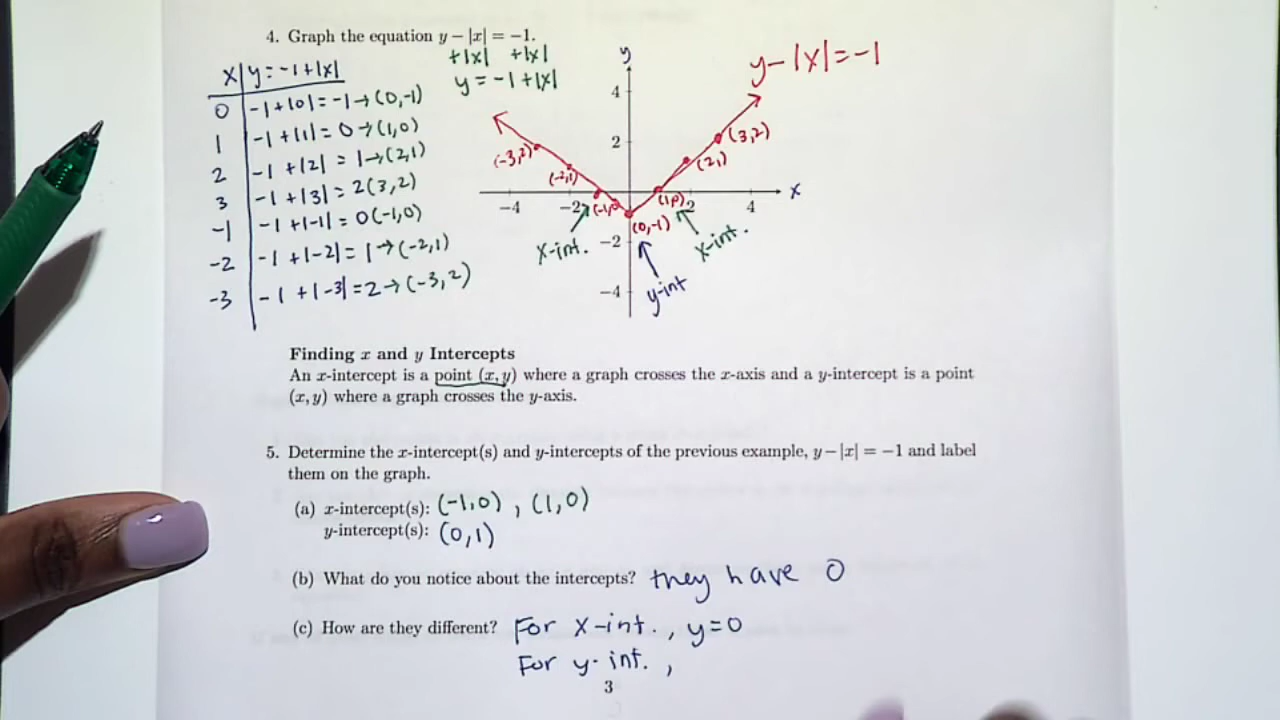 4. Graph the equation y − |x| = −1.
+|x| +|x|
y = -1 + |x|
x | y = -1 + |x|
0 -1 + |0| = -1 → (0,-1)
1 -1 + |1| = 0 → (1,0)
2 -1 + |2| = 1 → (2,1)
3 -1 + |3| = 2 (3,2)
-1 -1 + |-1| = 0 (-1,0)
-2 -1 + |-2| = 1 → (-2,1)
-3 -1 + |-3| = 2 → (-3,2)
y
y - |x| = -1
4
2
(-3,2) (3,2)
(-2,1) (2,1)
x
−4 −2 2 4
(-1,0 (1,0)
(0,-1)
x-int. x-int.
−2
y-int
−4
Finding x and y Intercepts
An x-intercept is a point (x, y) where a graph crosses the x-axis and a y-intercept is a point
(x, y) where a graph crosses the y-axis.
5. Determine the x-intercept(s) and y-intercepts of the previous example, y − |x| = −1 and label
them on the graph.
(a) x-intercept(s): (-1,0) , (1,0)
y-intercept(s): (0,1)
(b) What do you notice about the intercepts? they have 0
(c) How are they different? For x-int. , y=0
For y-int. ,
3